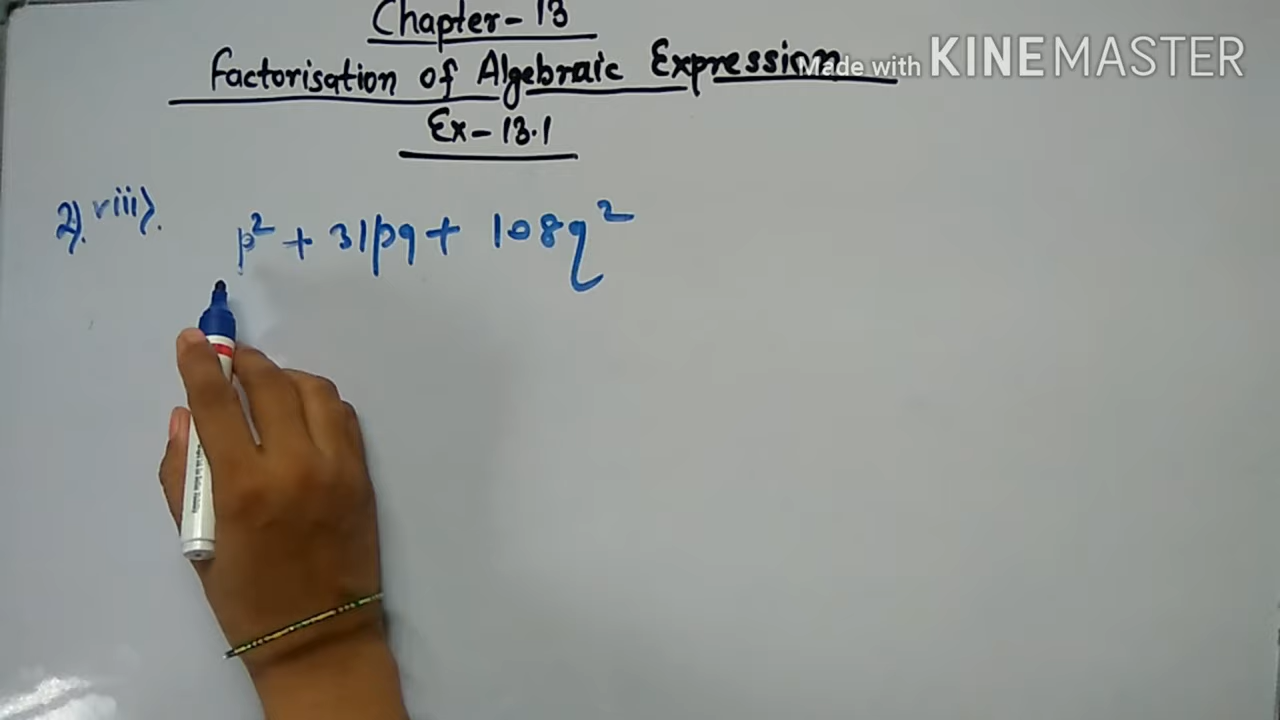 Chapter - 13
Factorisation of Algebraic Expression
Made with KINEMASTER
Ex - 13.1
2). viii).
p² + 31pq + 108q²